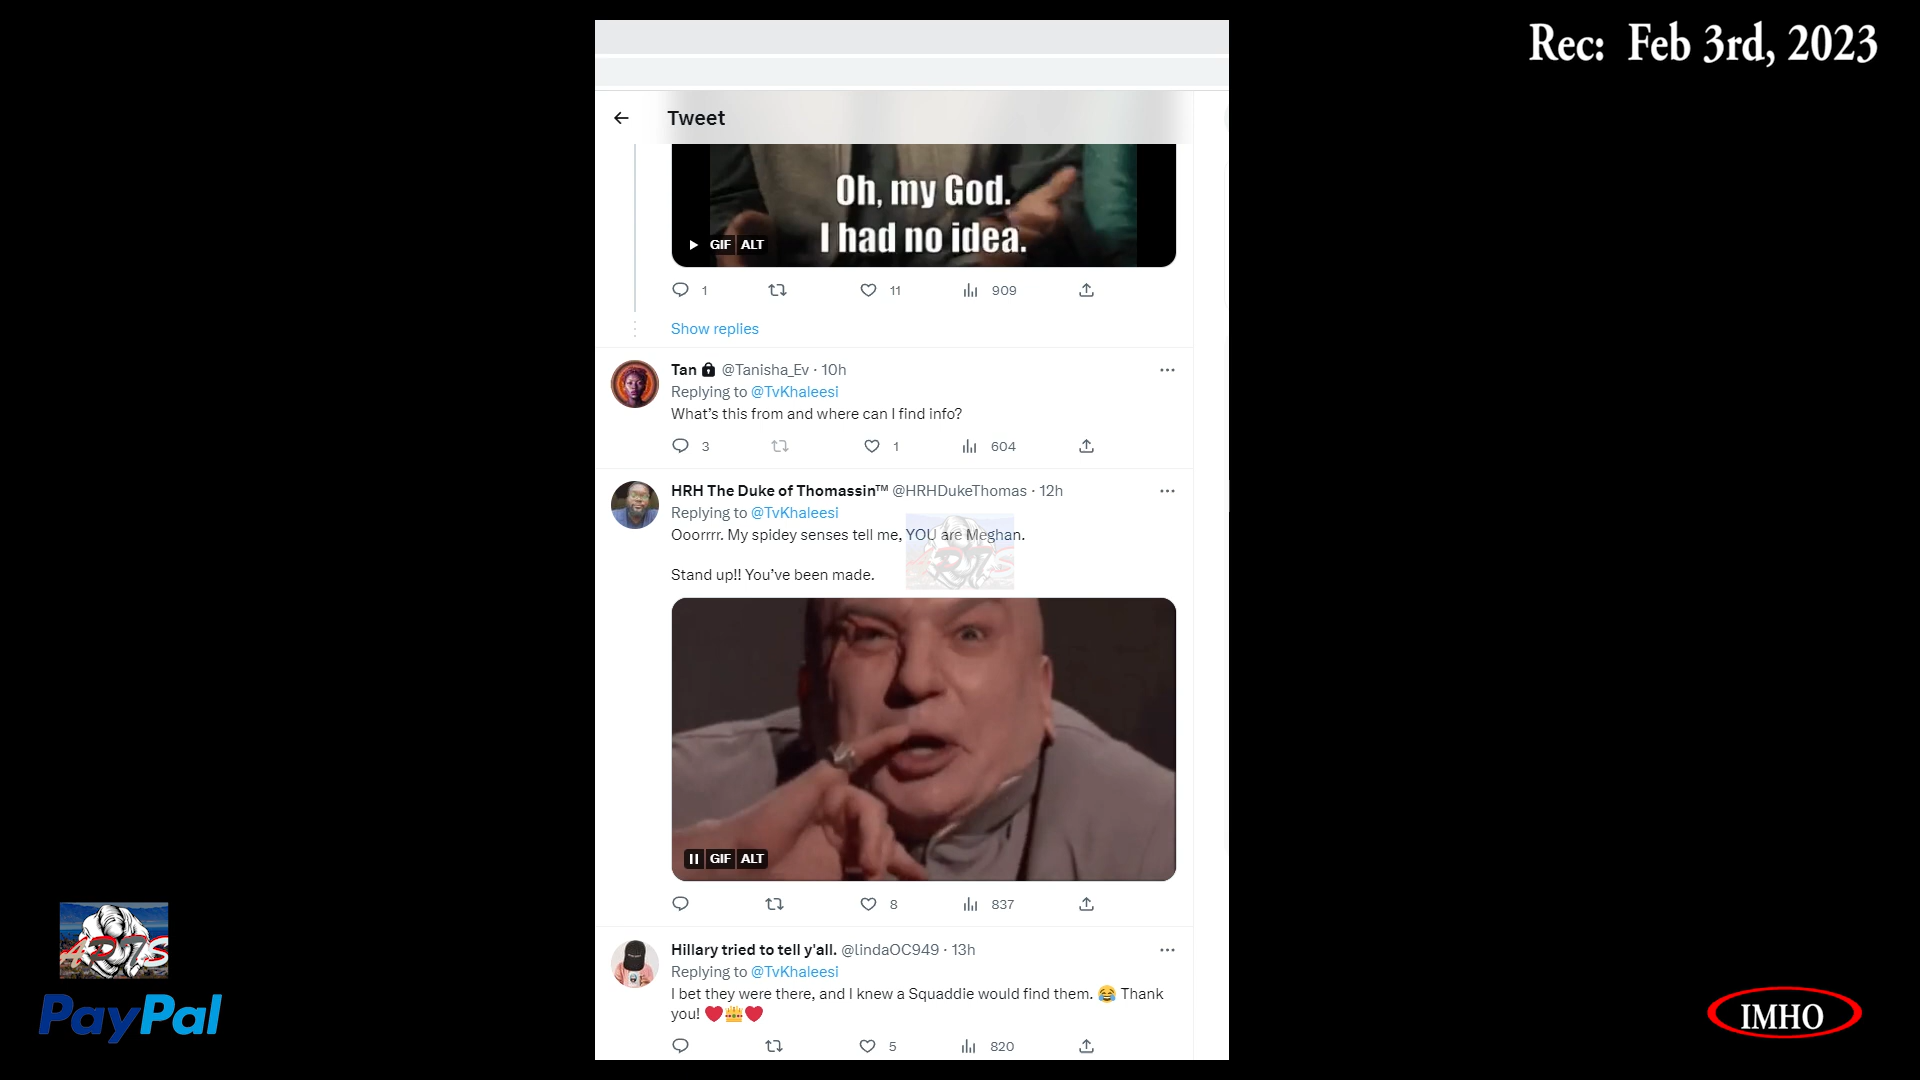 Rec: Feb 3rd, 2023
Tweet
Oh, my God.
I had no idea.
GIF ALT
1 11 909
Show replies
Tan @Tanisha_Ev · 10h
Replying to @TvKhaleesi
What's this from and where can I find info?
3 1 604
HRH The Duke of Thomassin™ @HRHDukeThomas · 12h
Replying to @TvKhaleesi
Ooorrrr. My spidey senses tell me, YOU are Meghan.
Stand up!! You've been made.
GIF ALT
8 837
Hillary tried to tell y'all. @lindaOC949 · 13h
Replying to @TvKhaleesi
I bet they were there, and I knew a Squaddie would find them. 😂 Thank
you! ❤️👑❤️
5 820
PayPal
IMHO